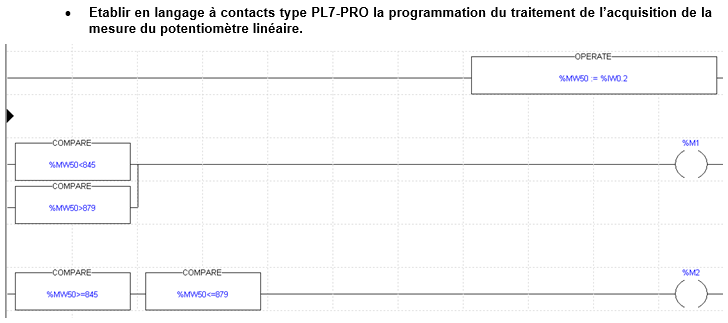 • Etablir en langage à contacts type PL7-PRO la programmation du traitement de l'acquisition de la
mesure du potentiomètre linéaire.
OPERATE
%MW50 := %IW0.2
COMPARE
%MW50<845
%M1
COMPARE
%MW50>879
COMPARE
%MW50>=845
COMPARE
%MW50<=879
%M2